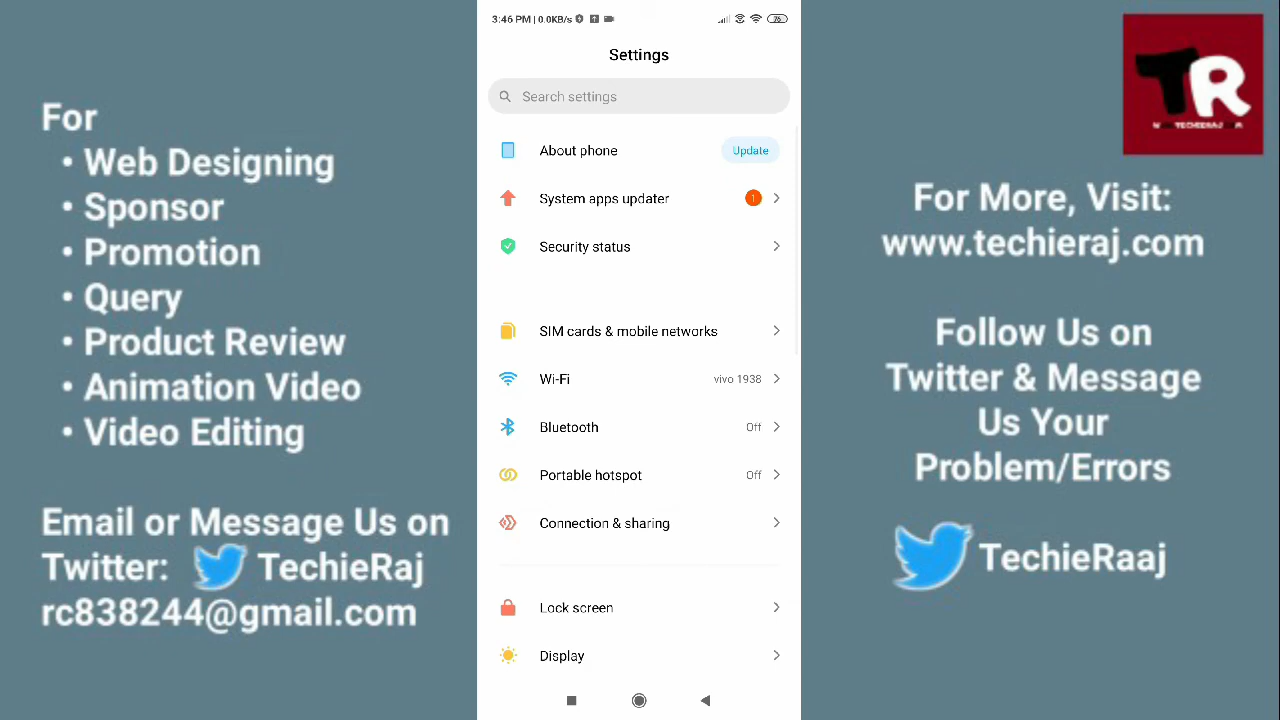 For
• Web Designing
• Sponsor
• Promotion
• Query
• Product Review
• Animation Video
• Video Editing
Email or Message Us on
Twitter: TechieRaj
rc838244@gmail.com
3:46 PM | 0.0KB/s
76
Settings
Search settings
About phone
Update
System apps updater
1
Security status
SIM cards & mobile networks
Wi-Fi
vivo 1938
Bluetooth
Off
Portable hotspot
Off
Connection & sharing
Lock screen
Display
TR
For More, Visit:
www.techieraj.com
Follow Us on
Twitter & Message
Us Your
Problem/Errors
TechieRaaj